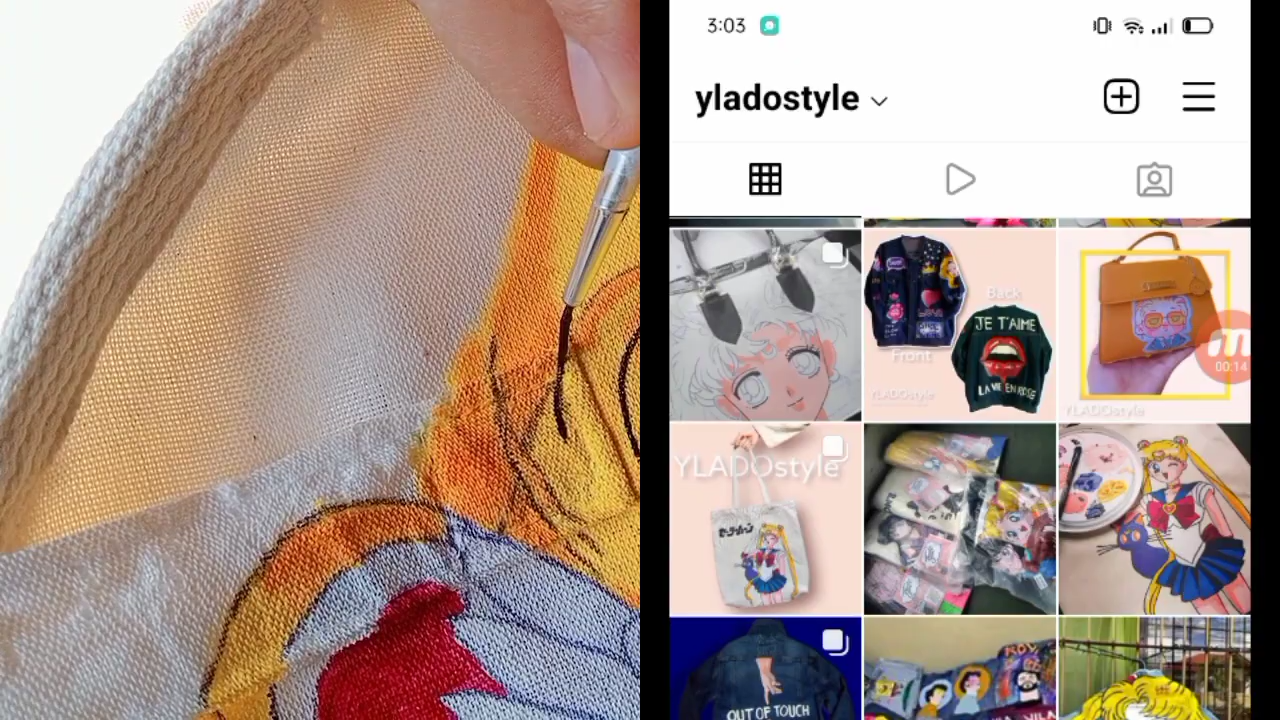 3:03
yladostyle
Back
JE T'AIME
Front
LA VIE EN ROSE
YLADOstyle
00:14
YLADOstyle
YLADOstyle
OUT OF TOUCH